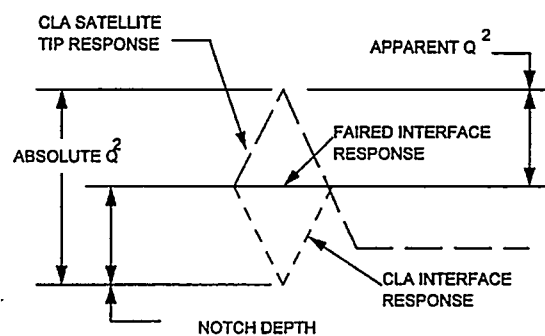 CLA SATELLITE
TIP RESPONSE
APPARENT Q²
FAIRED INTERFACE
RESPONSE
ABSOLUTE Q²
CLA INTERFACE
RESPONSE
NOTCH DEPTH